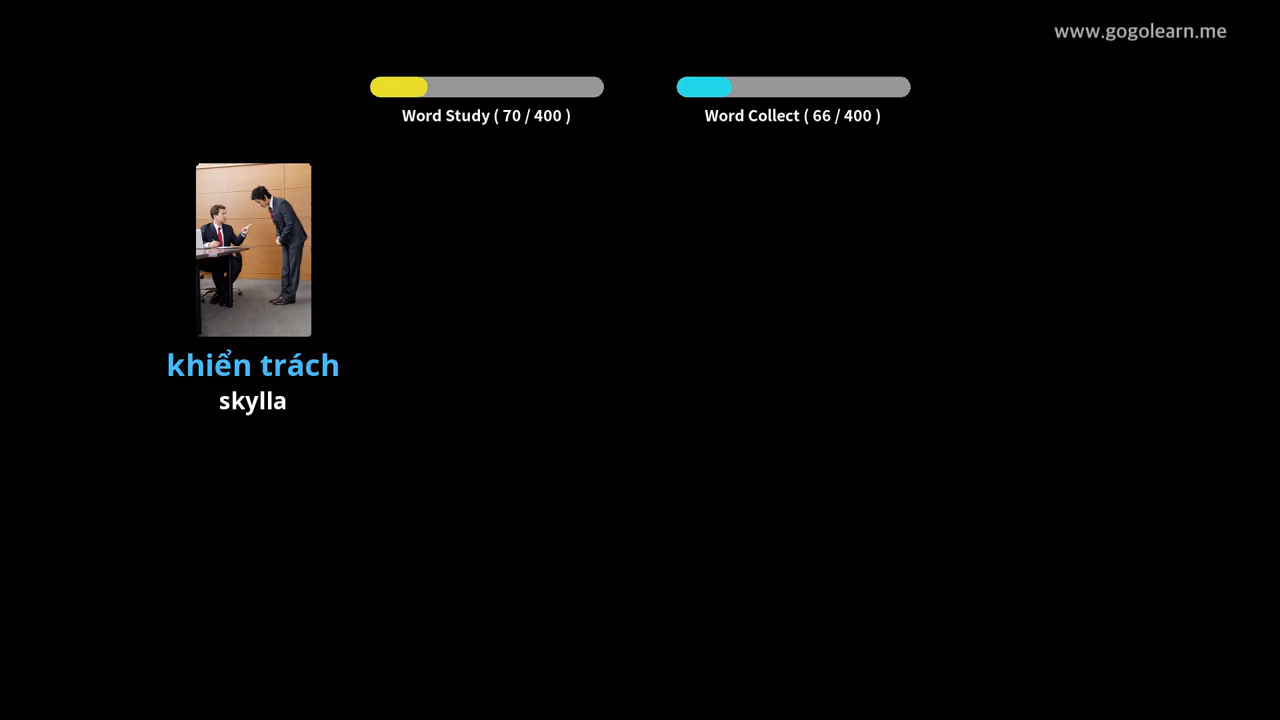 www.gogolearn.me
Word Study ( 70 / 400 )
Word Collect ( 66 / 400 )
khiển trách
skylla